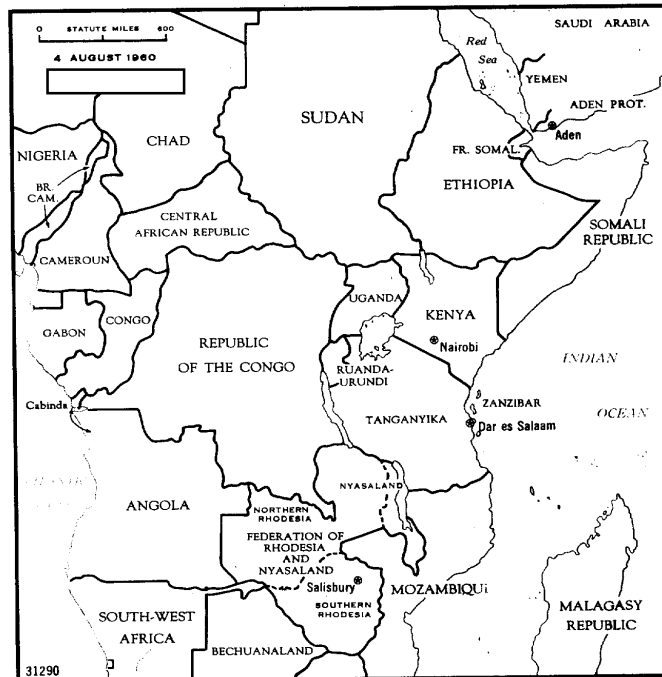 0 STATUTE MILES 600
4 AUGUST 1960
SAUDI ARABIA
Red
Sea
YEMEN
ADEN PROT.
Aden
SUDAN
CHAD
NIGERIA
FR. SOMAL.
ETHIOPIA
BR.
CAM.
CENTRAL
AFRICAN REPUBLIC
SOMALI
REPUBLIC
CAMEROUN
UGANDA
KENYA
CONGO
GABON
REPUBLIC
OF THE CONGO
Nairobi
INDIAN
RUANDA-
URUNDI
Cabinda
ZANZIBAR
OCEAN
TANGANYIKA
Dar es Salaam
NYASALAND
ANGOLA
NORTHERN
RHODESIA
FEDERATION OF
RHODESIA
AND
NYASALAND
Salisbury
MOZAMBIQUE
SOUTHERN
RHODESIA
MALAGASY
REPUBLIC
SOUTH-WEST
AFRICA
BECHUANALAND
31290